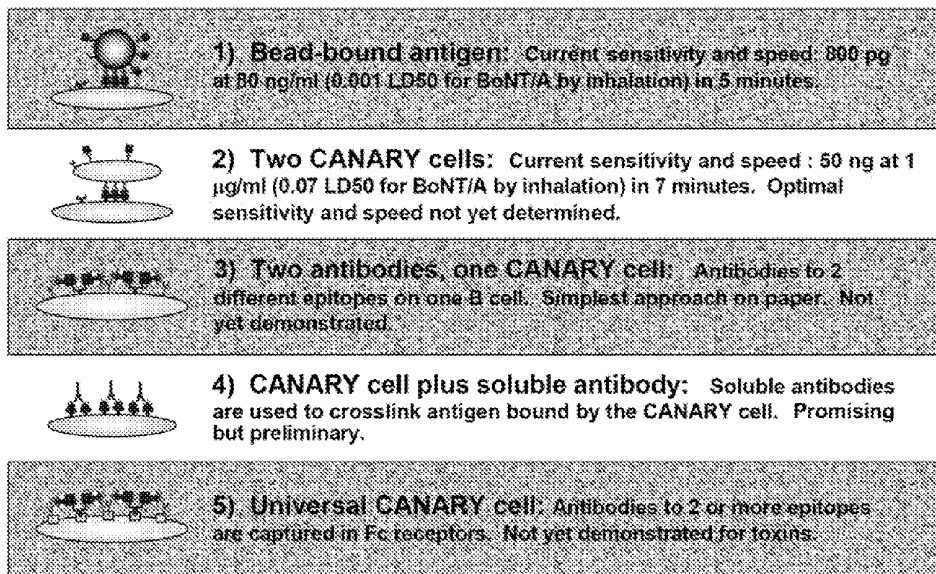 1) Bead-bound antigen: Current sensitivity and speed: 800 pg
at 80 ng/ml (0.001 LD50 for BoNT/A by inhalation) in 5 minutes.
2) Two CANARY cells: Current sensitivity and speed : 50 ng at 1
μg/ml (0.07 LD50 for BoNT/A by inhalation) in 7 minutes. Optimal
sensitivity and speed not yet determined.
3) Two antibodies, one CANARY cell: Antibodies to 2
different epitopes on one B cell. Simplest approach on paper. Not
yet demonstrated.
4) CANARY cell plus soluble antibody: Soluble antibodies
are used to crosslink antigen bound by the CANARY cell. Promising
but preliminary.
5) Universal CANARY cell: Antibodies to 2 or more epitopes
are captured in Fc receptors. Not yet demonstrated for toxins.